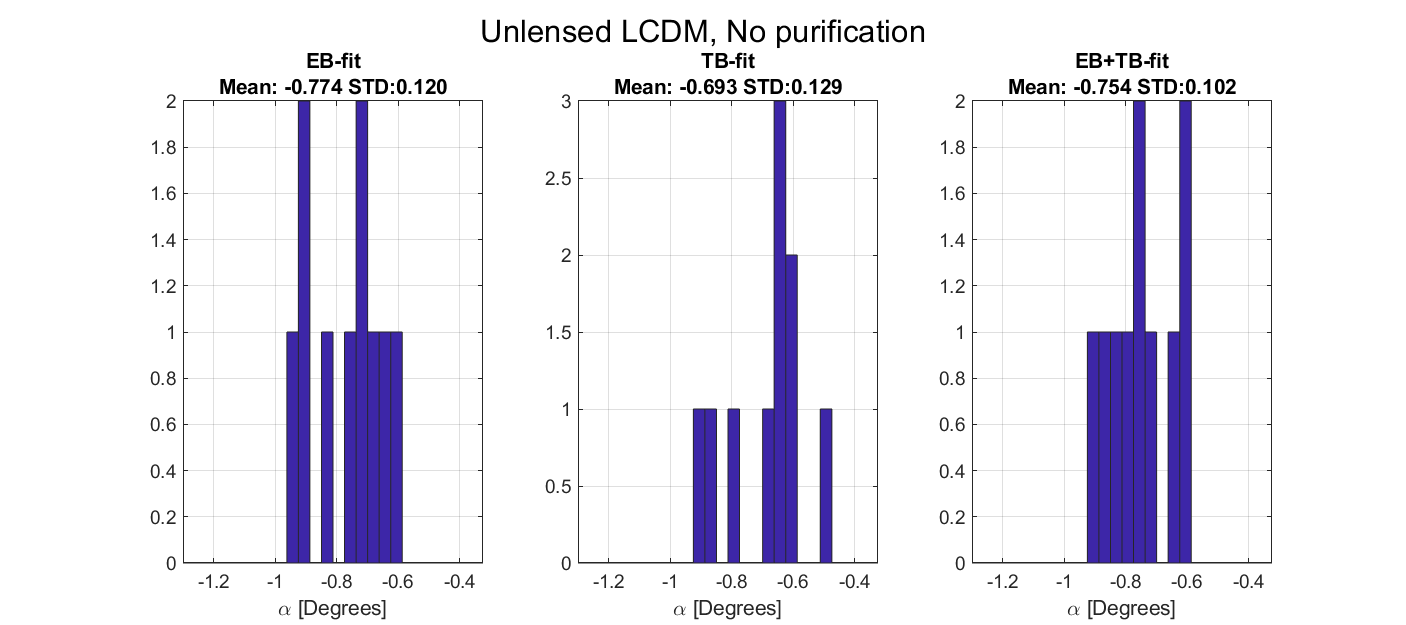 Unlensed LCDM, No purification
EB-fit
Mean: -0.774 STD:0.120
2
1.8
1.6
1.4
1.2
1
0.8
0.6
0.4
0.2
0
-1.2 -1 -0.8 -0.6 -0.4
α [Degrees]
TB-fit
Mean: -0.693 STD:0.129
3
2.5
2
1.5
1
0.5
0
-1.2 -1 -0.8 -0.6 -0.4
α [Degrees]
EB+TB-fit
Mean: -0.754 STD:0.102
2
1.8
1.6
1.4
1.2
1
0.8
0.6
0.4
0.2
0
-1.2 -1 -0.8 -0.6 -0.4
α [Degrees]